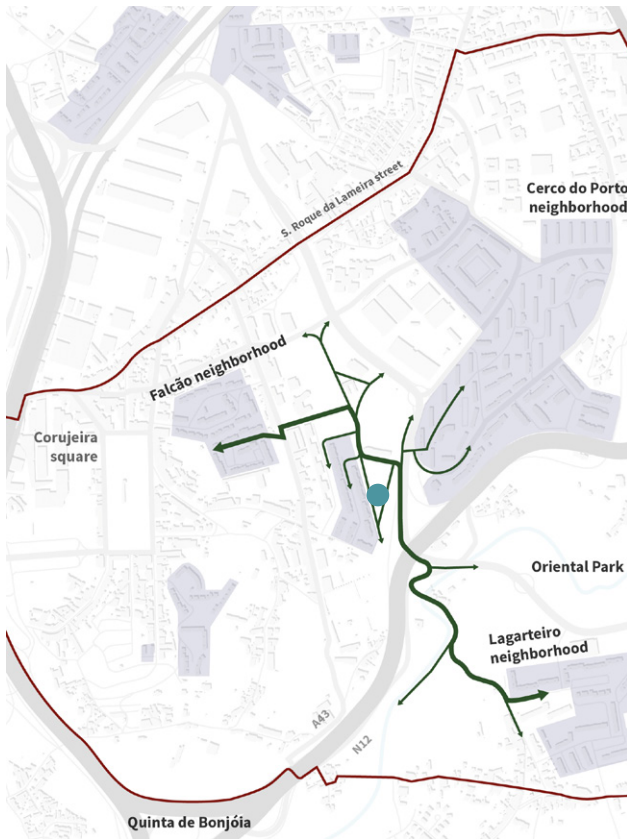 Cerco do Porto
neighborhood
S. Roque da Lameira street
Falcão neighborhood
Corujeira
square
Oriental Park
Lagarteiro
neighborhood
A43
N12
Quinta de Bonjóia